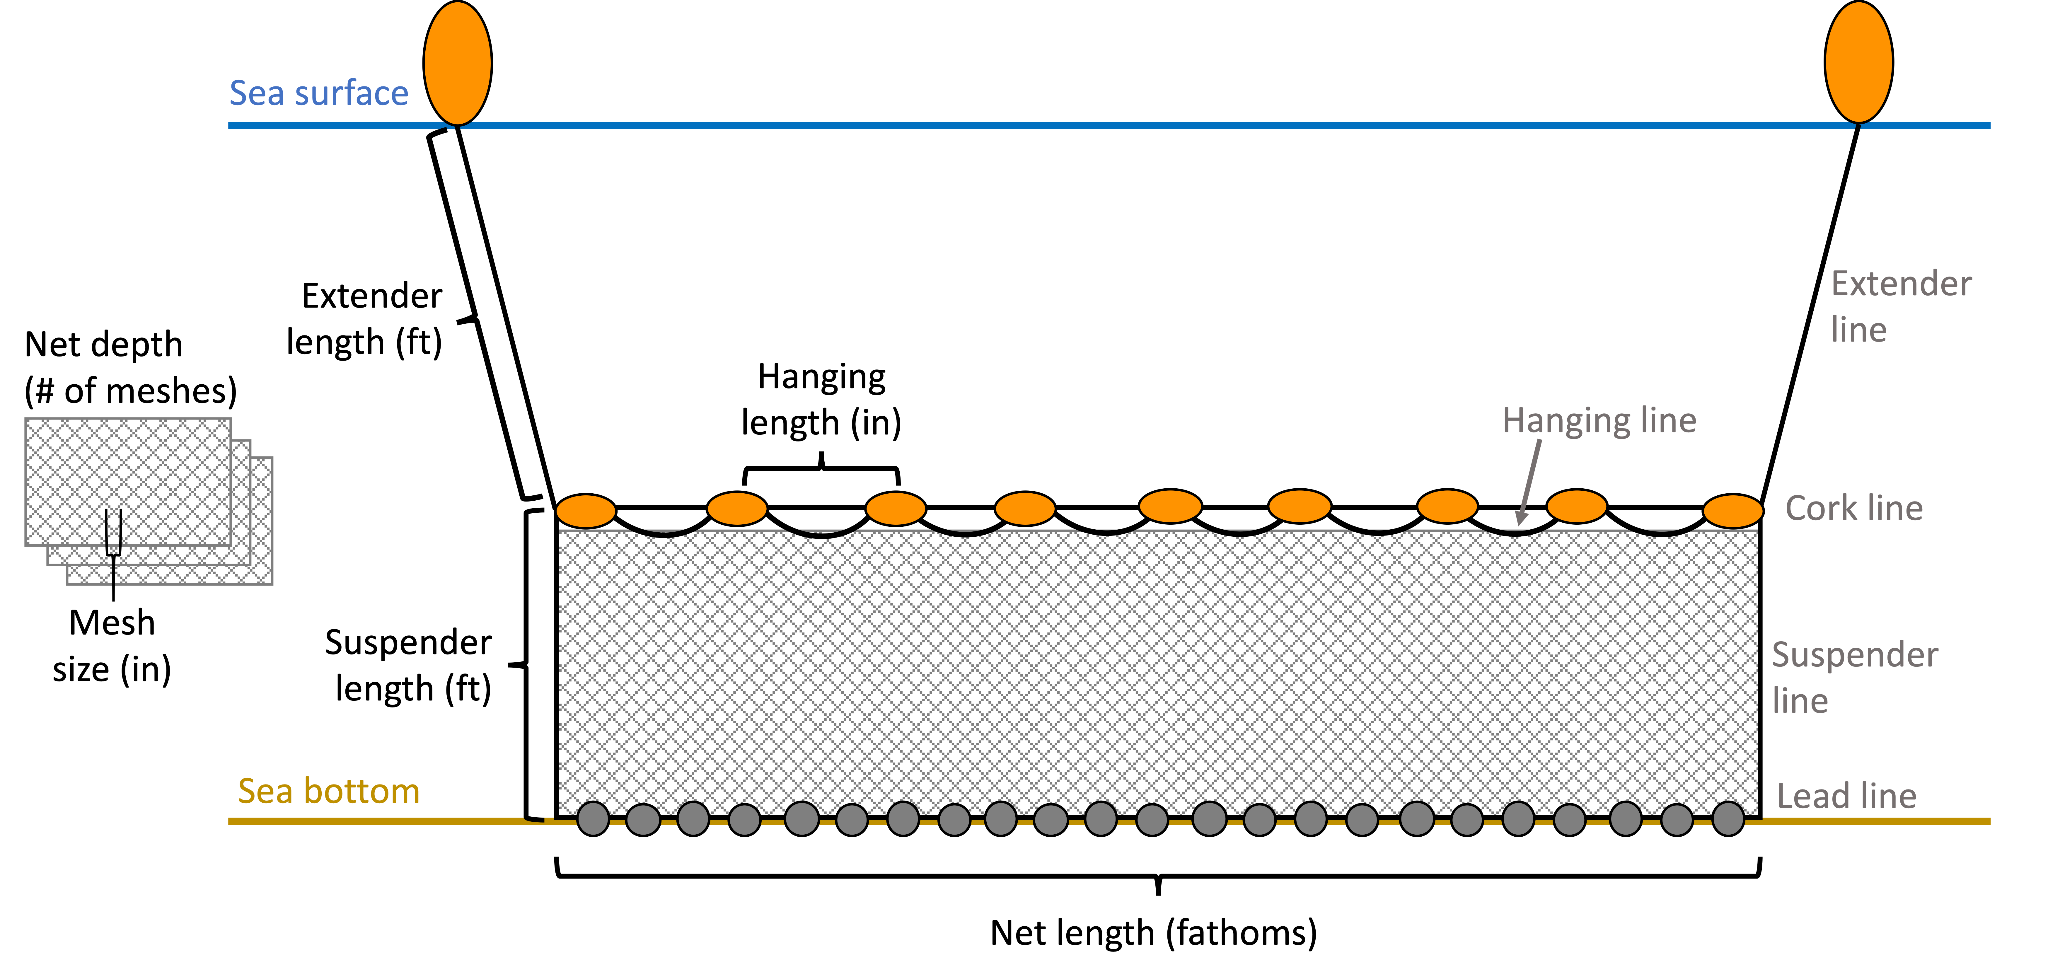 Sea surface
Extender
length (ft)
Extender
line
Net depth
(# of meshes)
Hanging
length (in)
Hanging line
Cork line
Mesh
size (in)
Suspender
length (ft)
Suspender
line
Sea bottom
Lead line
Net length (fathoms)